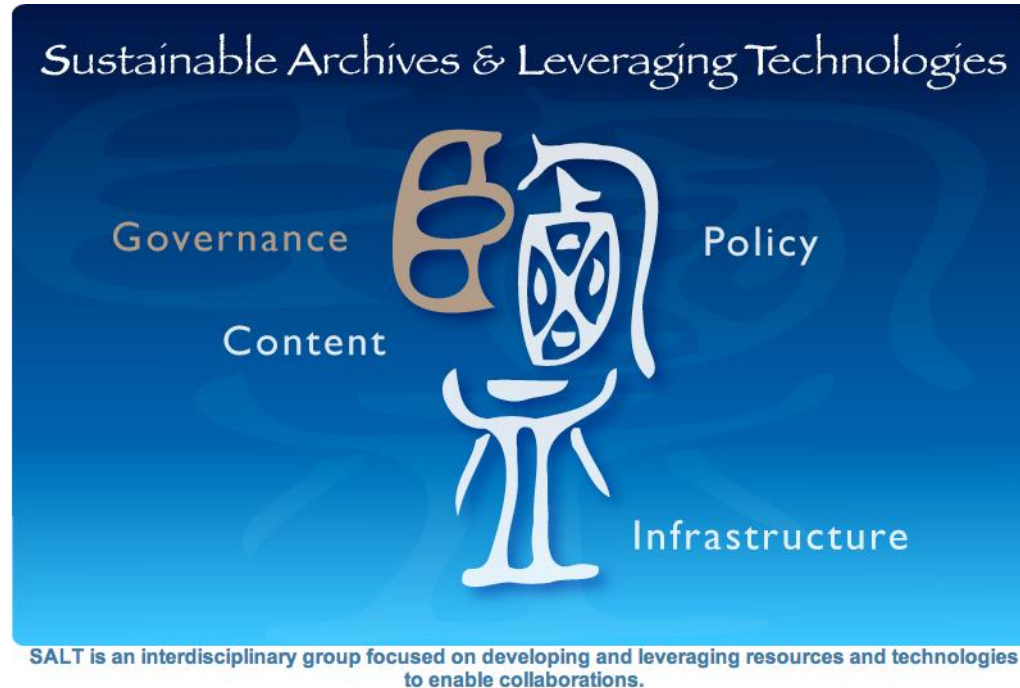 Sustainable Archives & Leveraging Technologies
Governance
Policy
Content
Infrastructure
SALT is an interdisciplinary group focused on developing and leveraging resources and technologies
to enable collaborations.